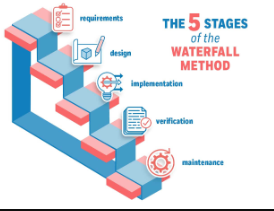 THE 5 STAGES
of the
WATERFALL
METHOD
requirements
design
implementation
verification
maintenance